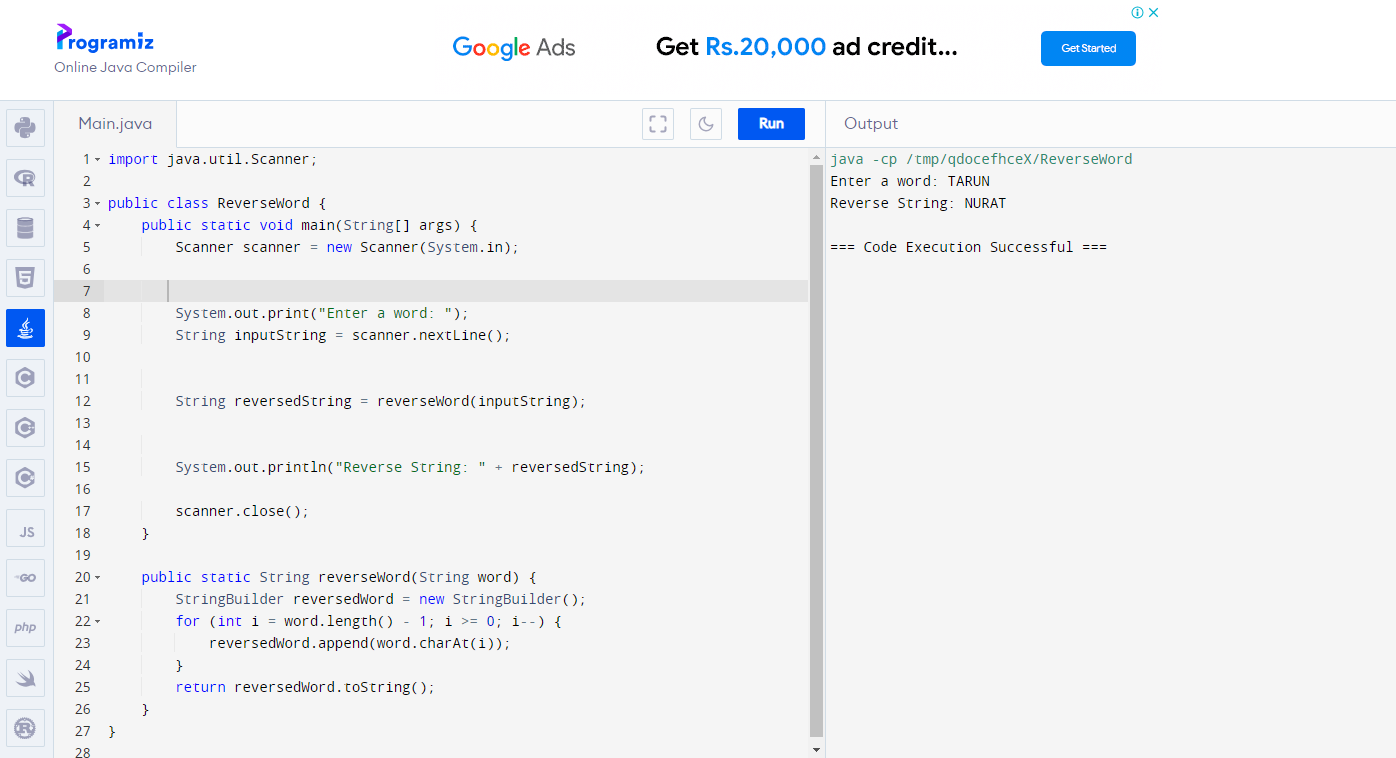 Programiz
Online Java Compiler
Google Ads
Get Rs.20,000 ad credit...
Get Started
Main.java
Run
Output
1 import java.util.Scanner;
2
3 public class ReverseWord {
4     public static void main(String[] args) {
5         Scanner scanner = new Scanner(System.in);
6
7
8         System.out.print("Enter a word: ");
9         String inputString = scanner.nextLine();
10
11
12         String reversedString = reverseWord(inputString);
13
14
15         System.out.println("Reverse String: " + reversedString);
16
17         scanner.close();
18     }
19
20     public static String reverseWord(String word) {
21         StringBuilder reversedWord = new StringBuilder();
22         for (int i = word.length() - 1; i >= 0; i--) {
23             reversedWord.append(word.charAt(i));
24         }
25         return reversedWord.toString();
26     }
27 }
28
java -cp /tmp/qdocefhceX/ReverseWord
Enter a word: TARUN
Reverse String: NURAT
=== Code Execution Successful ===
R
5
C
C
C
JS
GO
php
R